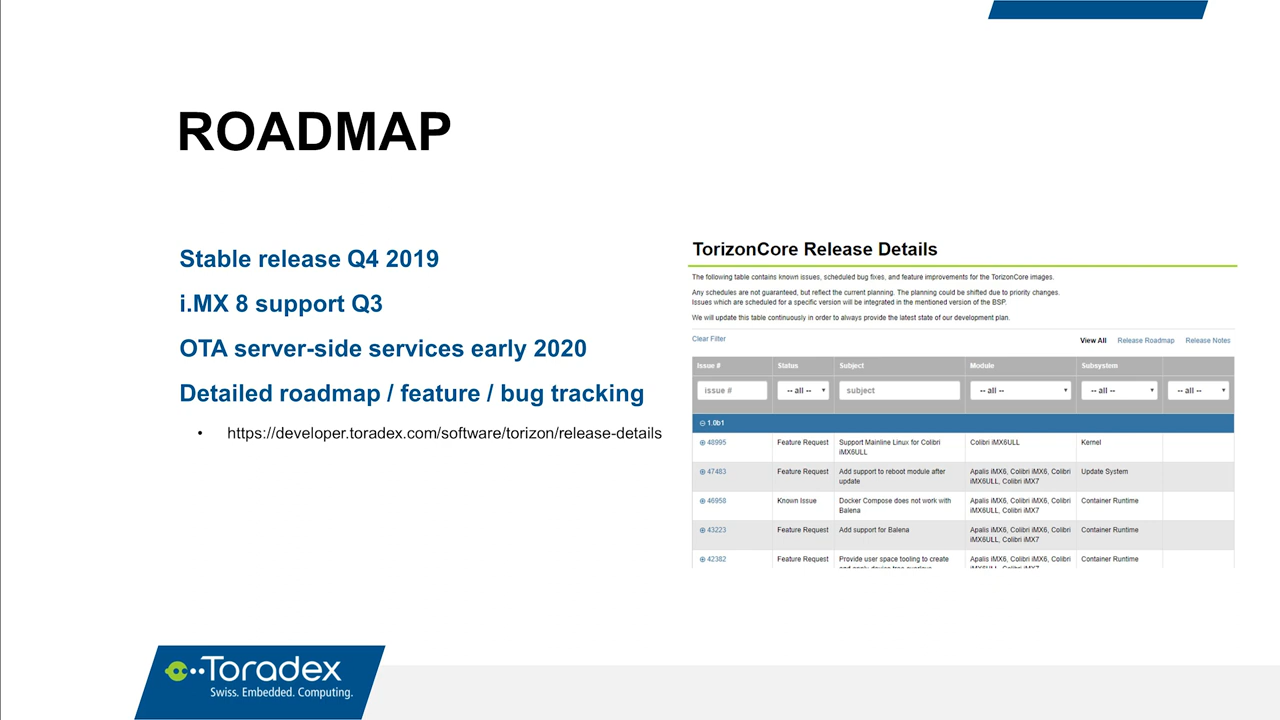 ROADMAP
Stable release Q4 2019
i.MX 8 support Q3
OTA server-side services early 2020
Detailed roadmap / feature / bug tracking
• https://developer.toradex.com/software/torizon/release-details
TorizonCore Release Details
The following table contains known issues, scheduled bug fixes, and feature improvements for the TorizonCore images.
Any schedules are not guaranteed, but reflect the current planning. The planning could be shifted due to priority changes.
Issues which are scheduled for a specific version will be integrated in the mentioned version of the BSP.
We will update this table continuously in order to always provide the latest state of our development plan.
Clear Filter
View All Release Roadmap Release Notes
Issue # Status Subject Module Subsystem
issue # -- all -- subject -- all -- -- all -- -- all --
1.0b1
48995 Feature Request Support Mainline Linux for Colibri Colibri iMX6ULL Kernel
iMX6ULL
47483 Feature Request Add support to reboot module after Apalis iMX6, Colibri iMX6, Colibri Update System
update iMX6ULL, Colibri iMX7
46958 Known Issue Docker Compose does not work with Apalis iMX6, Colibri iMX6, Colibri Container Runtime
Balena iMX6ULL, Colibri iMX7
43223 Feature Request Add support for Balena Apalis iMX6, Colibri iMX6, Colibri Container Runtime
iMX6ULL, Colibri iMX7
42382 Feature Request Provide user space tooling to create Apalis iMX6, Colibri iMX6, Colibri Container Runtime
Toradex
Swiss. Embedded. Computing.